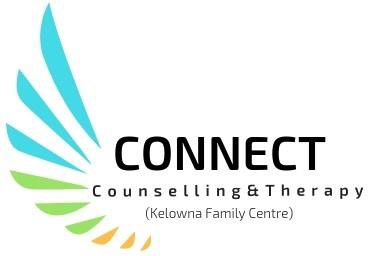 CONNECT
Counselling&Therapy
(Kelowna Family Centre)